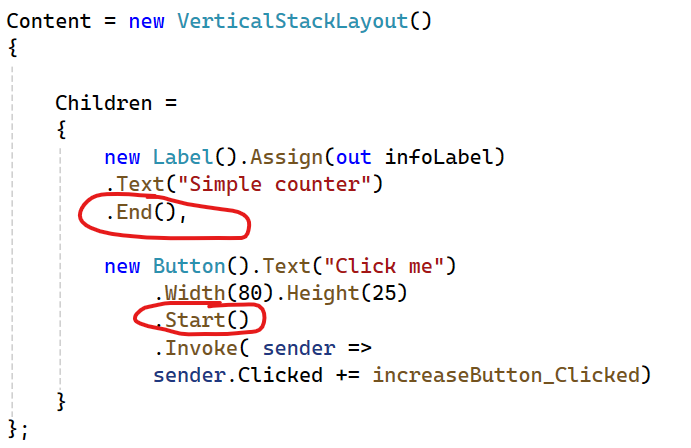 Content = new VerticalStackLayout()
{
Children =
{
new Label().Assign(out infoLabel)
.Text("Simple counter")
.End(),
new Button().Text("Click me")
.Width(80).Height(25)
.Start()
.Invoke( sender =>
sender.Clicked += increaseButton_Clicked)
}
};